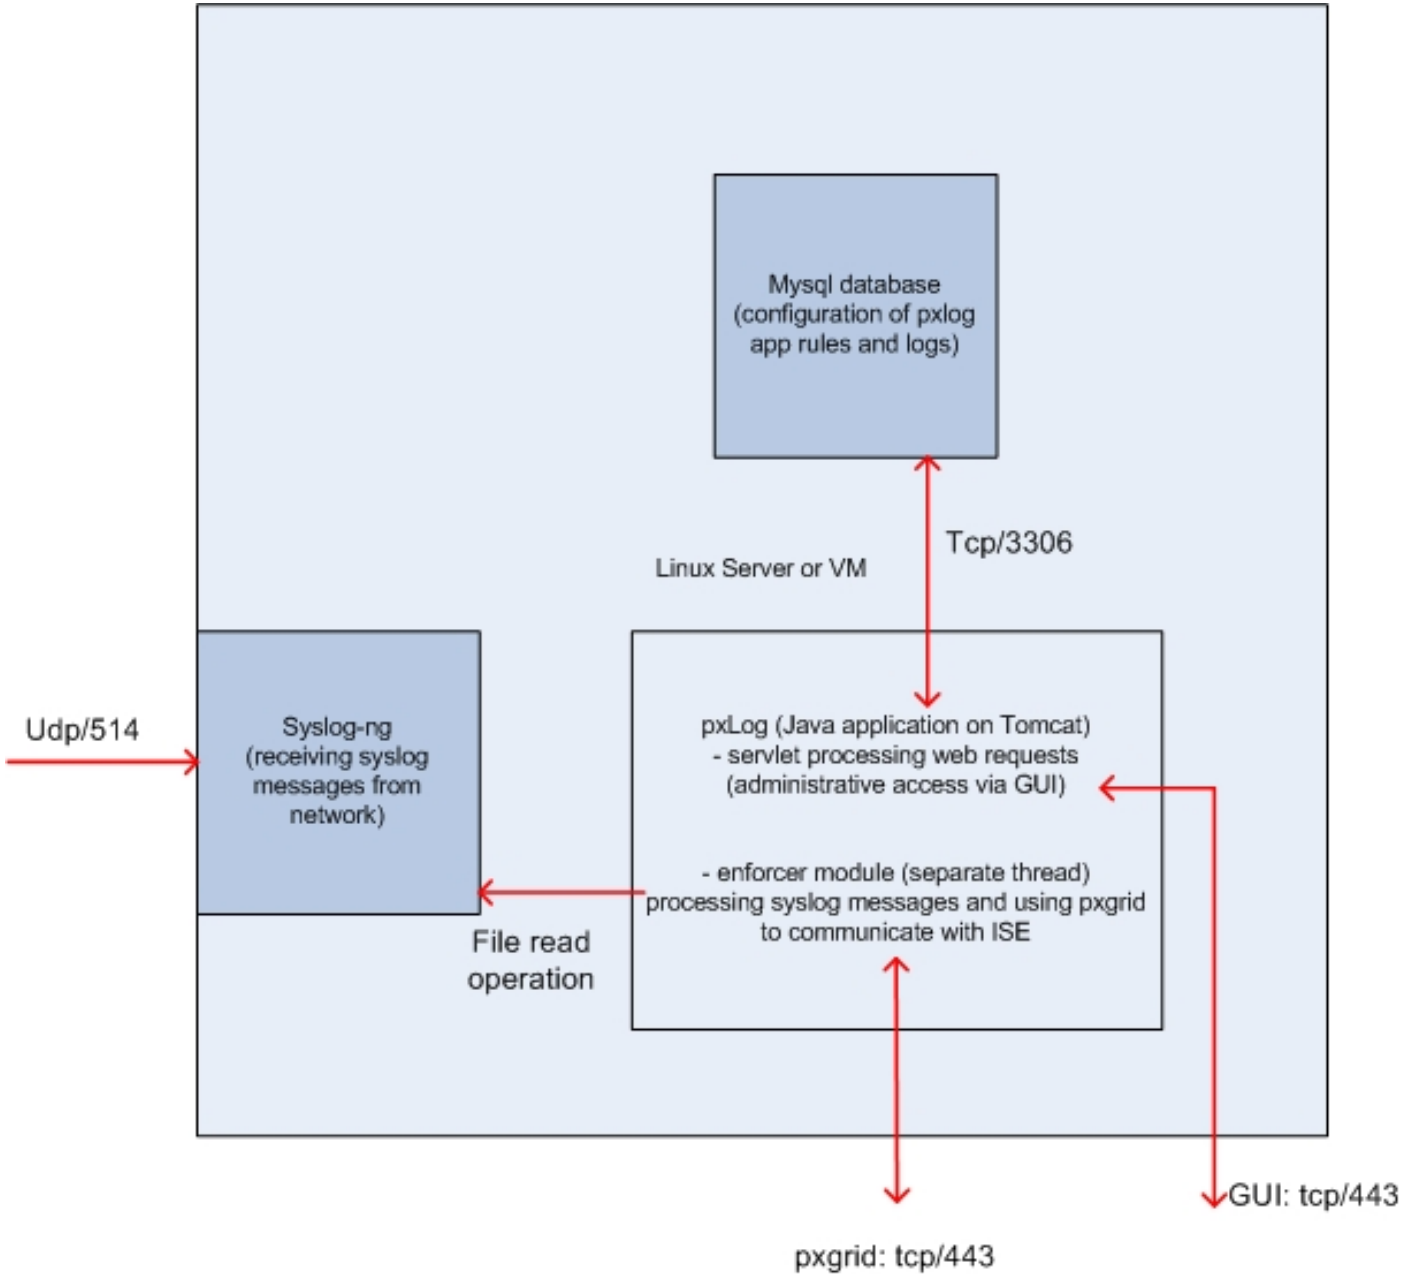 Mysql database
(configuration of pxlog
app rules and logs)
Tcp/3306
Linux Server or VM
Udp/514
Syslog-ng
(receiving syslog
messages from
network)
pxLog (Java application on Tomcat)
- servlet processing web requests
(administrative access via GUI)
- enforcer module (separate thread)
processing syslog messages and using pxgrid
to communicate with ISE
File read
operation
GUI: tcp/443
pxgrid: tcp/443